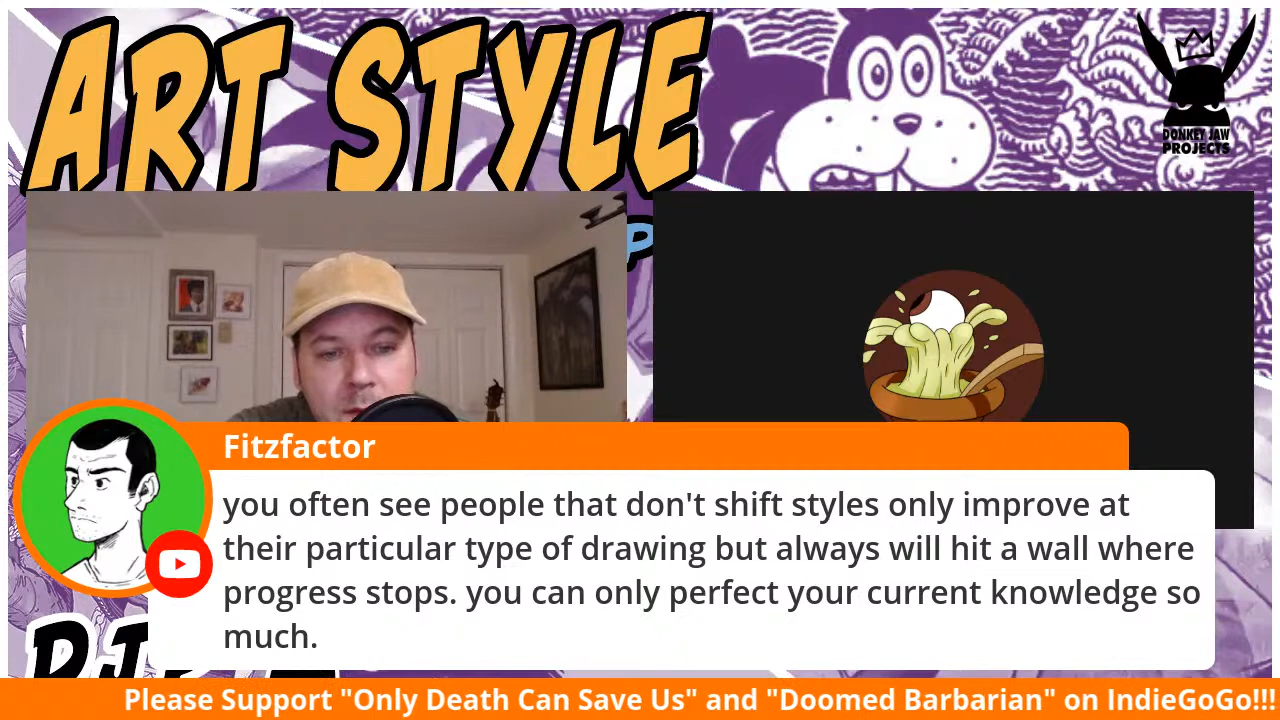 ART STYLE
DONKEY JAW
PROJECTS
P
Fitzfactor
you often see people that don't shift styles only improve at
their particular type of drawing but always will hit a wall where
progress stops. you can only perfect your current knowledge so
much.
Please Support "Only Death Can Save Us" and "Doomed Barbarian" on IndieGoGo!!!